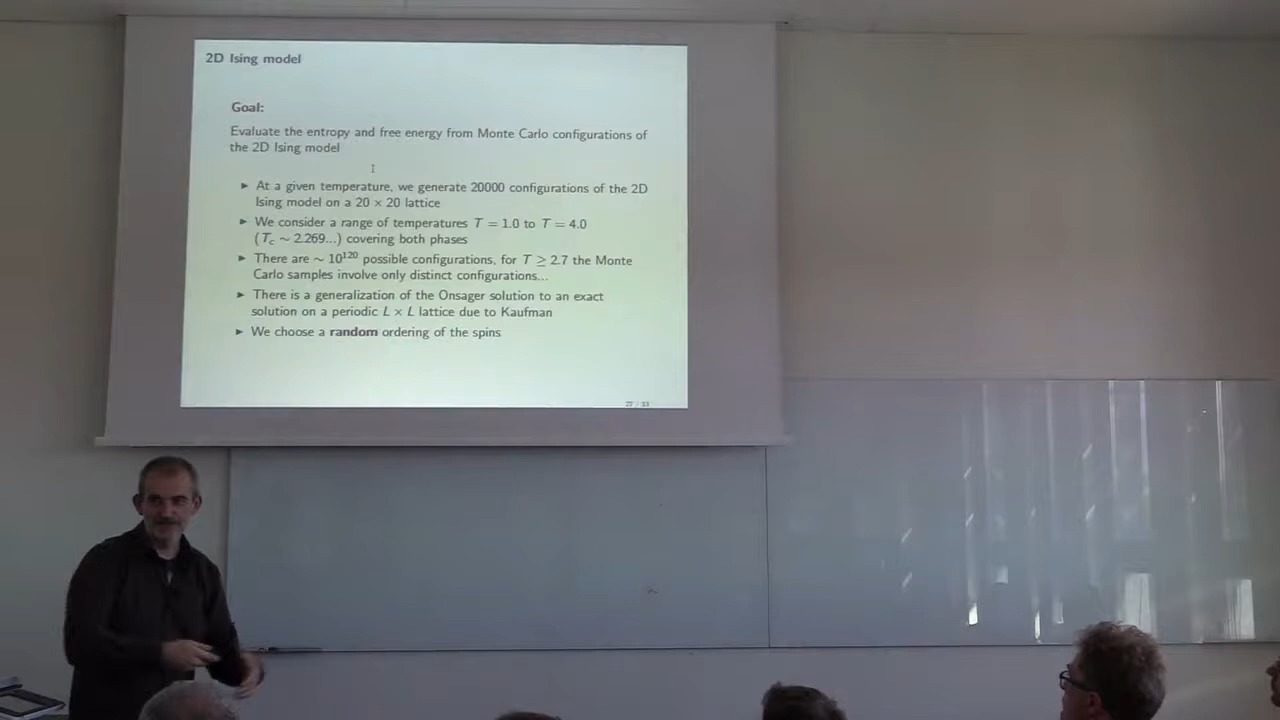 2D Ising model
Goal:
Evaluate the entropy and free energy from Monte Carlo configurations of
the 2D Ising model
► At a given temperature, we generate 20000 configurations of the 2D
Ising model on a 20 × 20 lattice
► We consider a range of temperatures T = 1.0 to T = 4.0
(T_c ∼ 2.269...) covering both phases
► There are ∼ 10^120 possible configurations, for T ≥ 2.7 the Monte
Carlo samples involve only distinct configurations...
► There is a generalization of the Onsager solution to an exact
solution on a periodic L × L lattice due to Kaufman
► We choose a random ordering of the spins